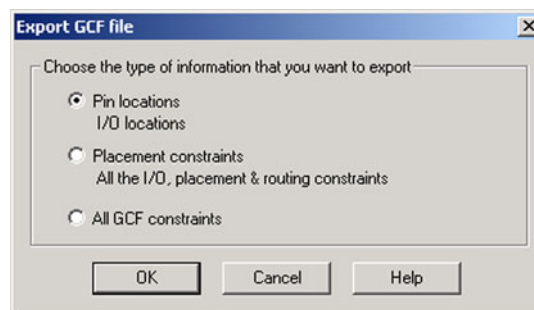 Export GCF file
Choose the type of information that you want to export
Pin locations
I/O locations
Placement constraints
All the I/O, placement & routing constraints
All GCF constraints
OK Cancel Help